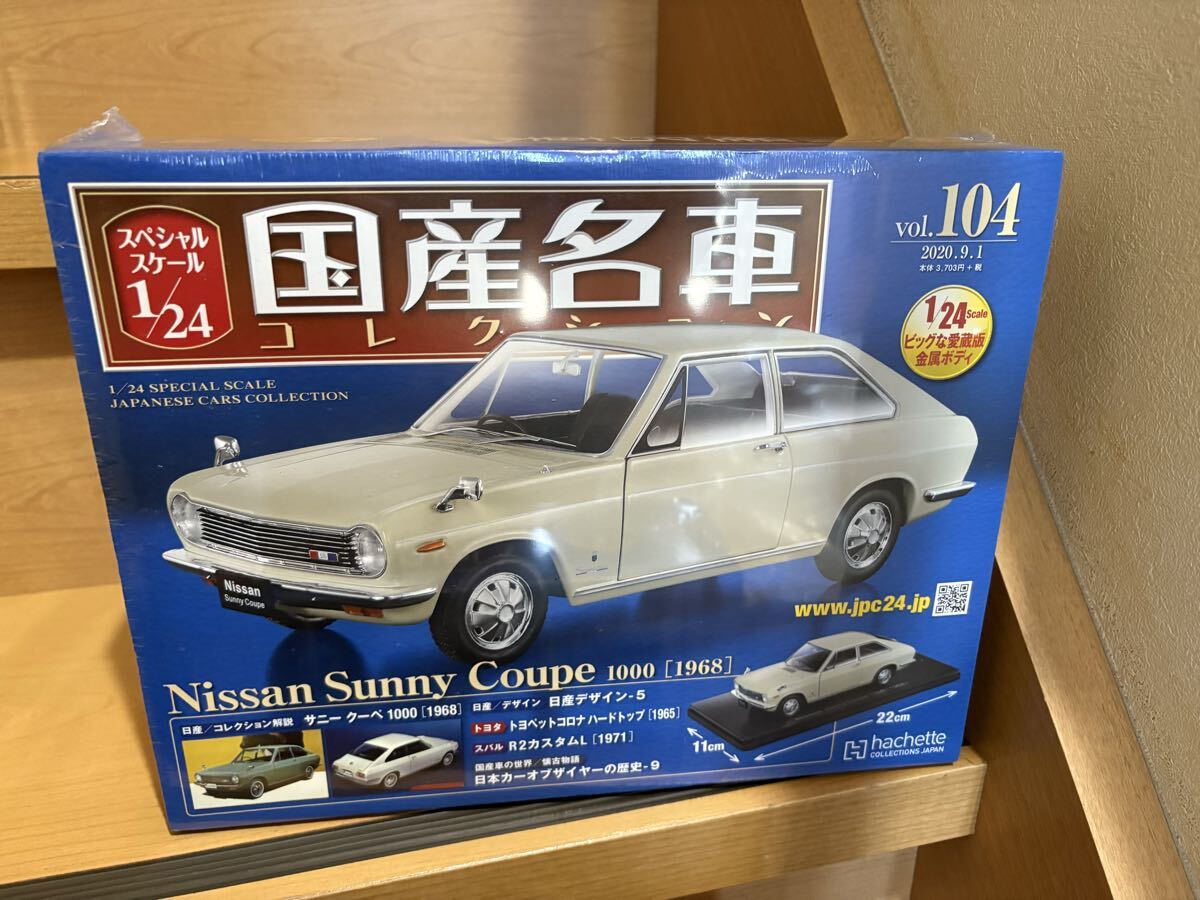 スペシャル
スケール
1/24
国産名車
コレクション
vol.104
2020.9.1
本体 3,703円+税
1/24 Scale
ビッグな愛蔵版
金属ボディ
1/24 SPECIAL SCALE
JAPANESE CARS COLLECTION
Nissan
Sunny Coupe
www.jpc24.jp
Nissan Sunny Coupe 1000 [1968]
日産/コレクション解説 サニー クーペ 1000 [1968]
日産/デザイン 日産デザイン-5
トヨタ トヨペットコロナ ハードトップ [1965]
スバル R2カスタムL [1971]
国産車の世界/懐古物語
日本カーオブザイヤーの歴史-9
11cm
22cm
hachette
COLLECTIONS JAPAN